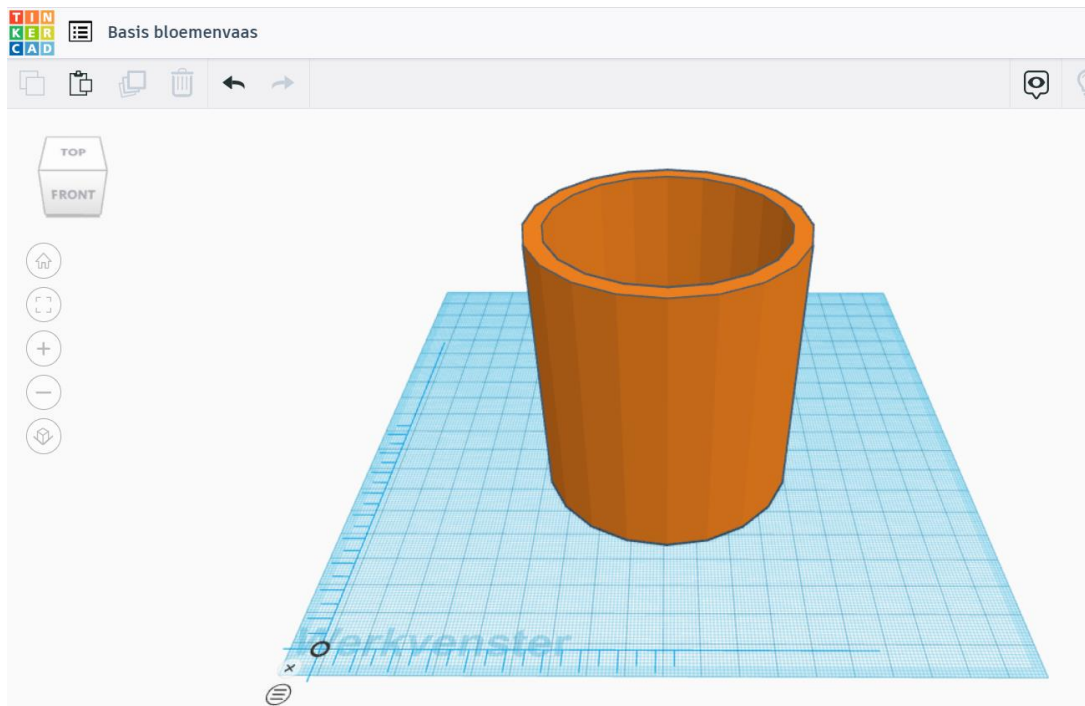 TIN
KER
CAD
Basis bloemenvaas
TOP
FRONT
Werkvenster